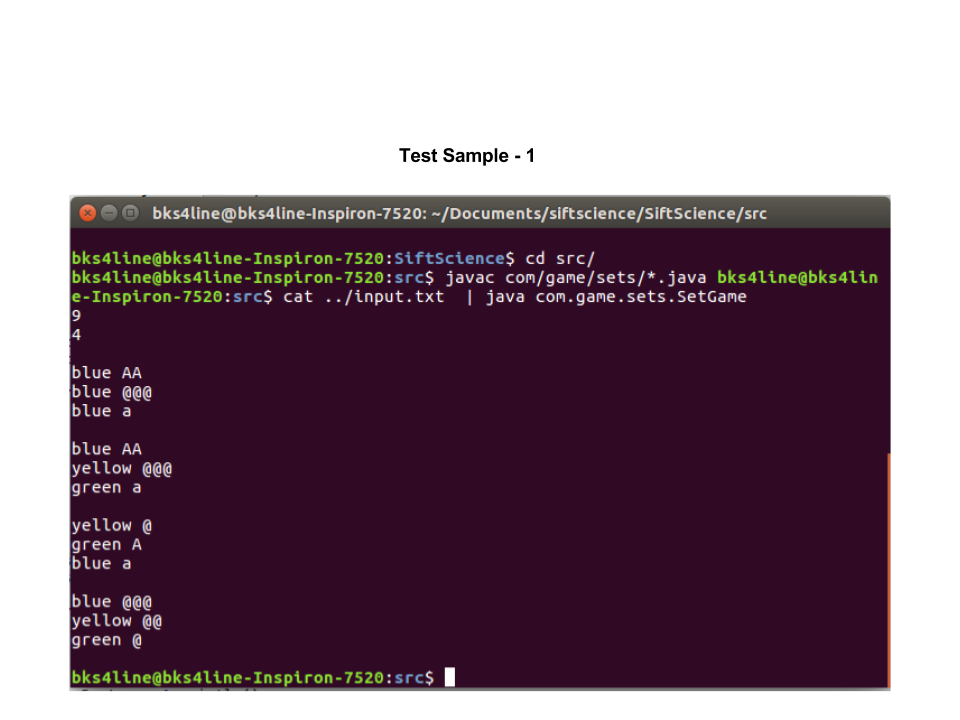 Test Sample - 1
bks4line@bks4line-Inspiron-7520: ~/Documents/siftscience/SiftScience/src
bks4line@bks4line-Inspiron-7520:SiftScience$ cd src/
bks4line@bks4line-Inspiron-7520:src$ javac com/game/sets/*.java bks4line@bks4lin
e-Inspiron-7520:src$ cat ../input.txt  | java com.game.sets.SetGame
9
4
blue AA
blue @@@
blue a
blue AA
yellow @@@
green a
yellow @
green A
blue a
blue @@@
yellow @@
green @
bks4line@bks4line-Inspiron-7520:src$